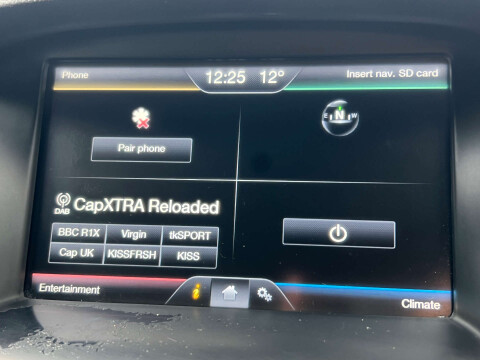 Phone 12:25 12° Insert nav. SD card
E N W
Pair phone
DAB CapXTRA Reloaded
BBC R1X Virgin tkSPORT
Cap UK KISSFRSH KISS
Entertainment i Climate